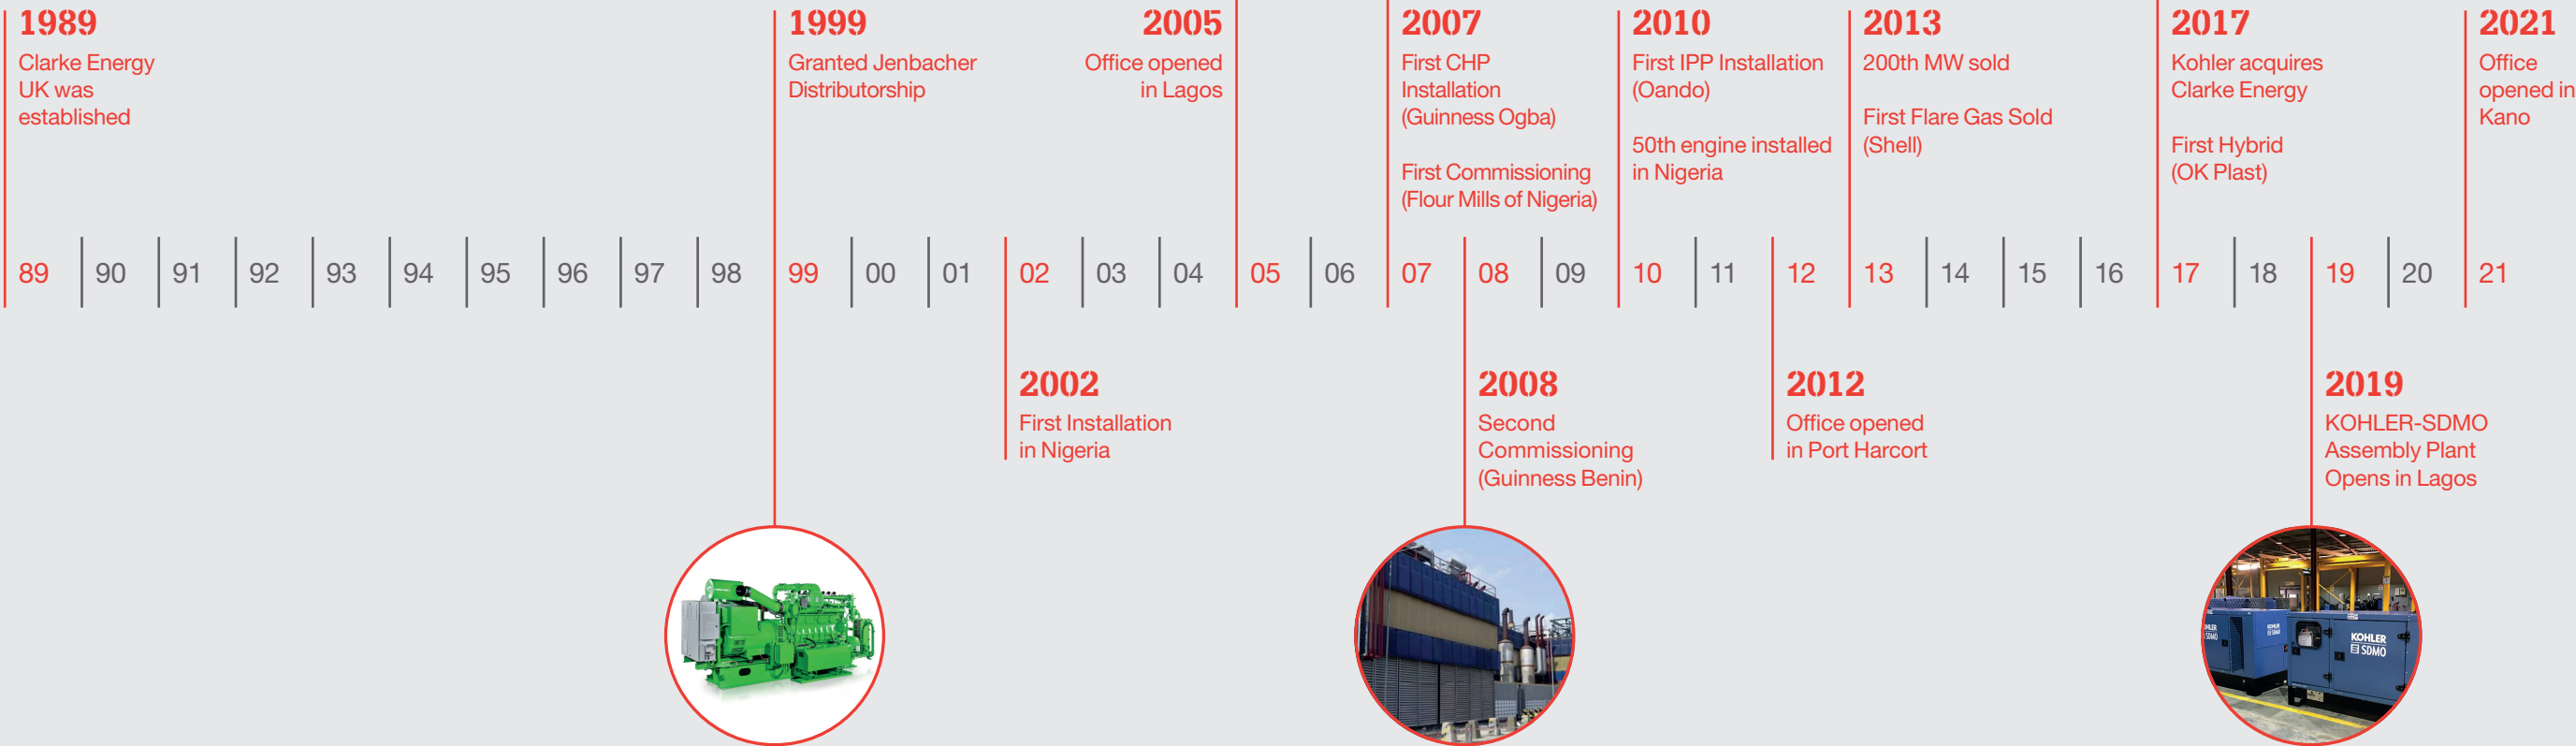 1989
Clarke Energy
UK was
established
1999
Granted Jenbacher
Distributorship
2005
Office opened
in Lagos
2007
First CHP
Installation
(Guinness Ogba)
First Commissioning
(Flour Mills of Nigeria)
2010
First IPP Installation
(Oando)
50th engine installed
in Nigeria
2013
200th MW sold
First Flare Gas Sold
(Shell)
2017
Kohler acquires
Clarke Energy
First Hybrid
(OK Plast)
2021
Office
opened in
Kano
89 90 91 92 93 94 95 96 97 98 99 00 01 02 03 04 05 06 07 08 09 10 11 12 13 14 15 16 17 18 19 20 21
2002
First Installation
in Nigeria
2008
Second
Commissioning
(Guinness Benin)
2012
Office opened
in Port Harcort
2019
KOHLER-SDMO
Assembly Plant
Opens in Lagos
KOHLER
SDMO